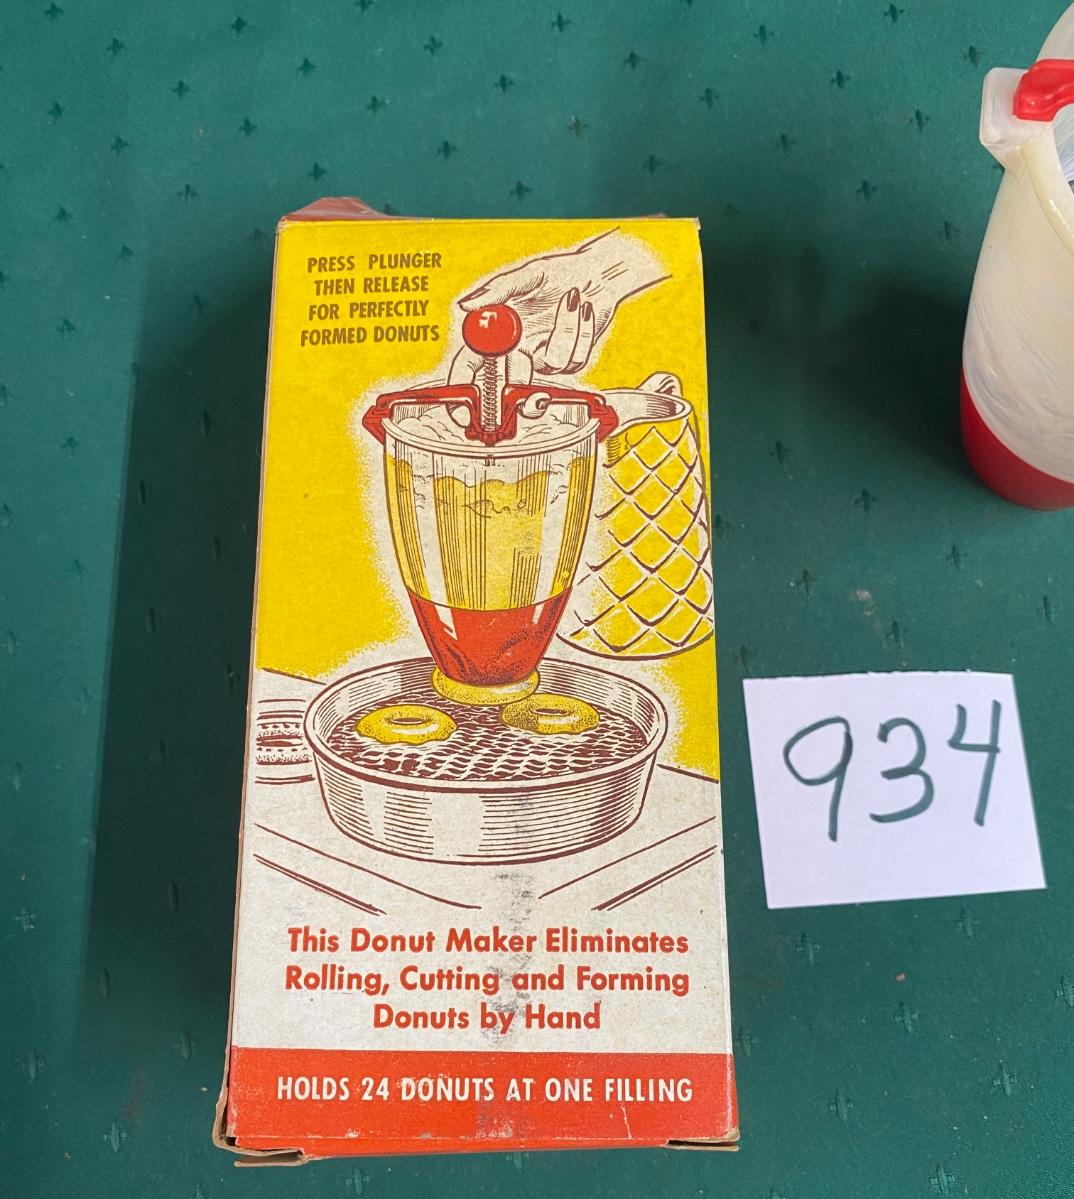 PRESS PLUNGER
THEN RELEASE
FOR PERFECTLY
FORMED DONUTS
934
This Donut Maker Eliminates
Rolling, Cutting and Forming
Donuts by Hand
HOLDS 24 DONUTS AT ONE FILLING